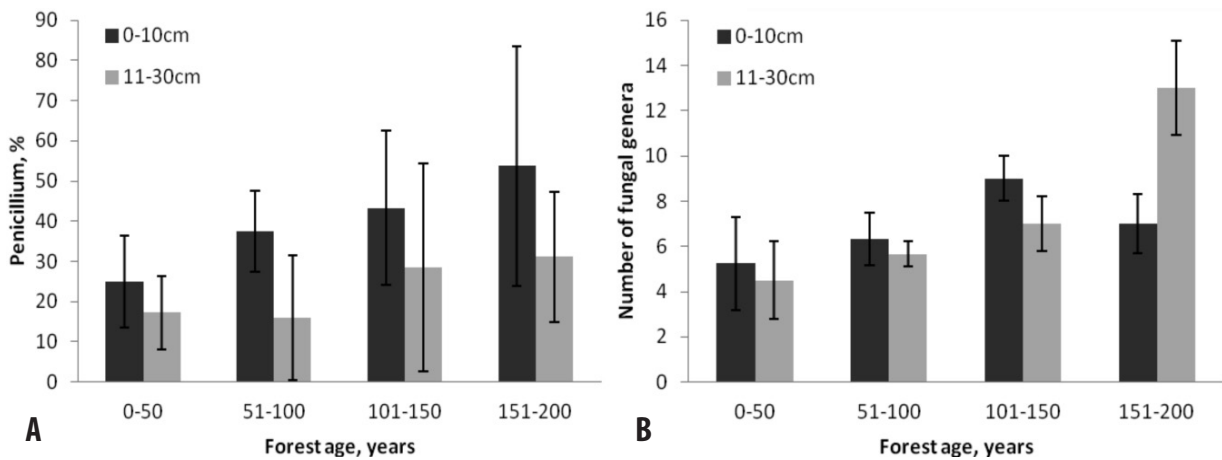 0-10cm
11-30cm
Penicillium, %
90
80
70
60
50
40
30
20
10
0
0-50
51-100
101-150
151-200
Forest age, years
A
0-10cm
11-30cm
Number of fungal genera
16
14
12
10
8
6
4
2
0
0-50
51-100
101-150
151-200
Forest age, years
B